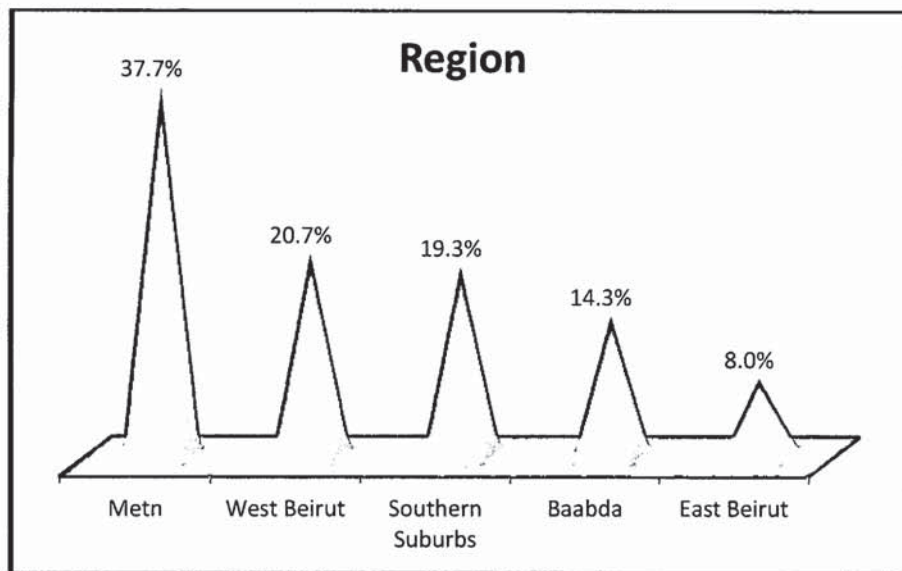 Region
37.7%
20.7%
19.3%
14.3%
8.0%
Metn
West Beirut
Southern
Suburbs
Baabda
East Beirut